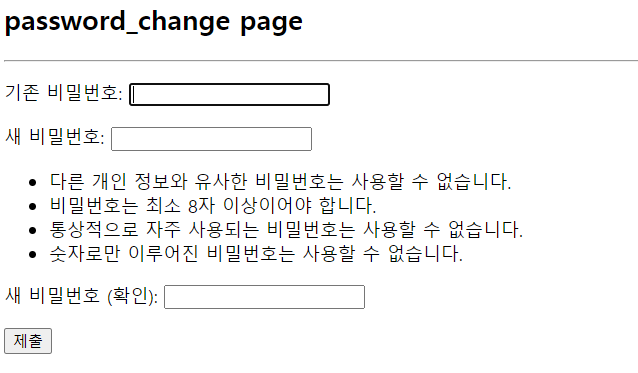 password_change page
기존 비밀번호:
새 비밀번호:
다른 개인 정보와 유사한 비밀번호는 사용할 수 없습니다.
비밀번호는 최소 8자 이상이어야 합니다.
통상적으로 자주 사용되는 비밀번호는 사용할 수 없습니다.
숫자로만 이루어진 비밀번호는 사용할 수 없습니다.
새 비밀번호 (확인):
제출